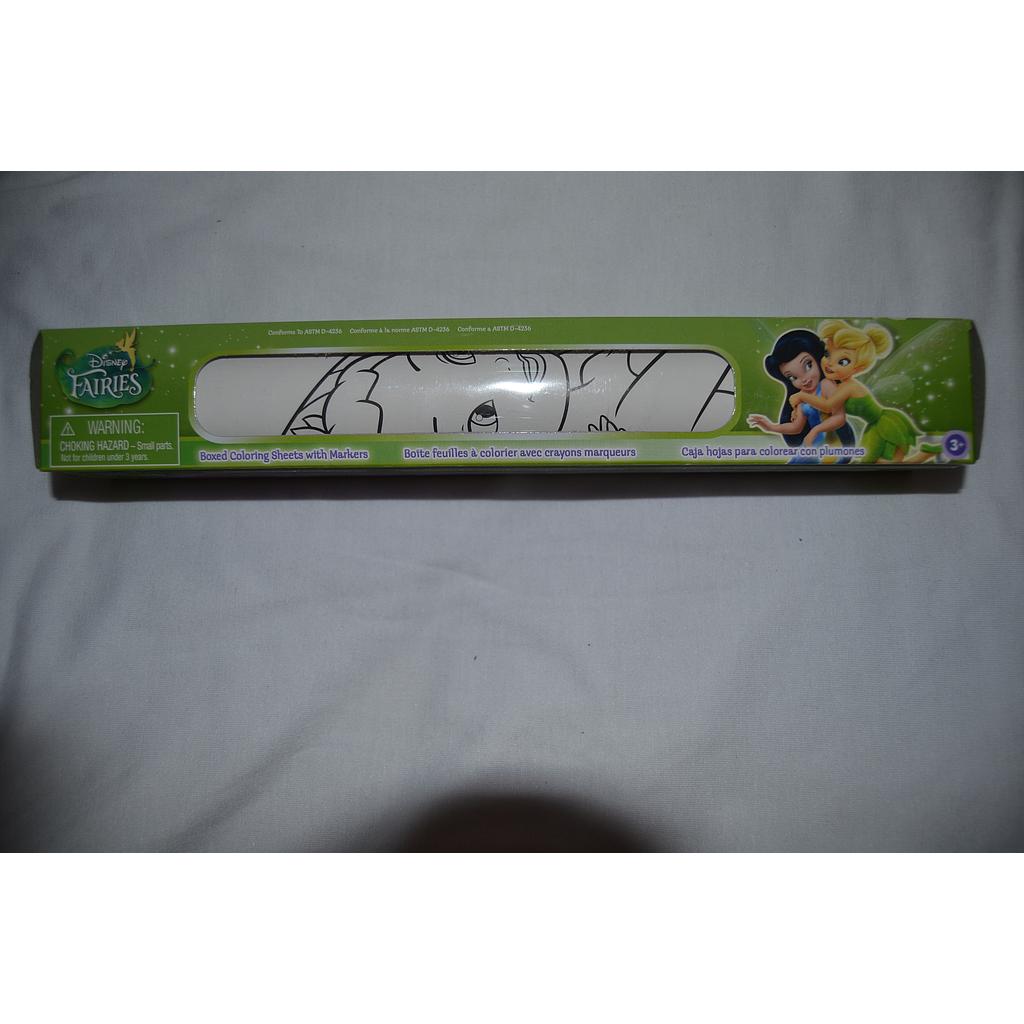 Conforms To ASTM D-4236 Conforme à la norme ASTM D-4236 Conforme a ASTM D-4236
Disney
FAIRIES
WARNING:
CHOKING HAZARD – Small parts.
Not for children under 3 years.
Boxed Coloring Sheets with Markers Boîte feuilles à colorier avec crayons marqueurs Caja hojas para colorear con plumones
3+